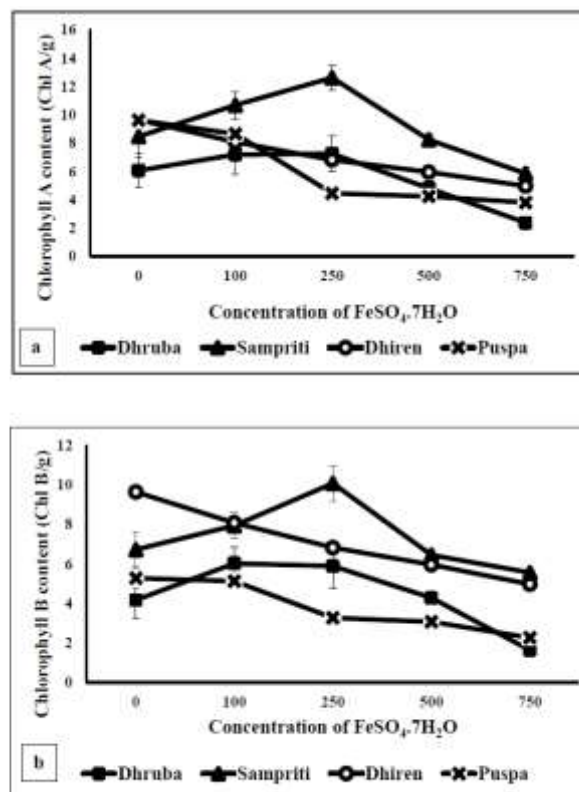 Chlorophyll A content (Chl A/g)
16
14
12
10
8
6
4
2
0
0 100 250 500 750
Concentration of FeSO₄.7H₂O
a Dhruba Sampriti Dhiren Puspa
Chlorophyll B content (Chl B/g)
12
10
8
6
4
2
0
0 100 250 500 750
Concentration of FeSO₄.7H₂O
b Dhruba Sampriti Dhiren Puspa